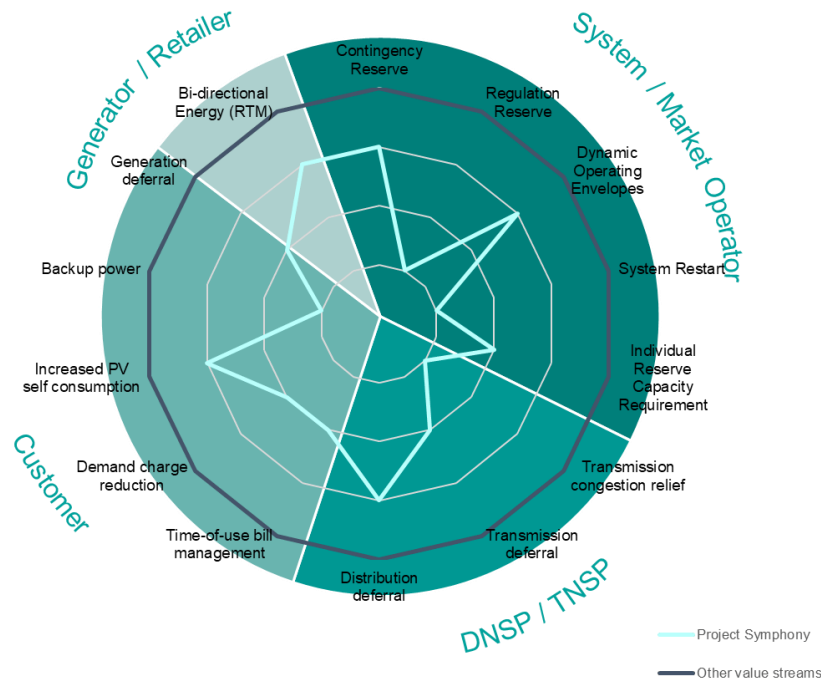 Generator / Retailer
System / Market Operator
Contingency
Reserve
Regulation
Reserve
Dynamic
Operating
Envelopes
System Restart
Individual
Reserve
Capacity
Requirement
Transmission
congestion relief
Transmission
deferral
Distribution
deferral
Time-of-use bill
management
Demand charge
reduction
Increased PV
self consumption
Backup power
Generation
deferral
Bi-directional
Energy (RTM)
Customer
DNSP / TNSP
Project Symphony
Other value streams